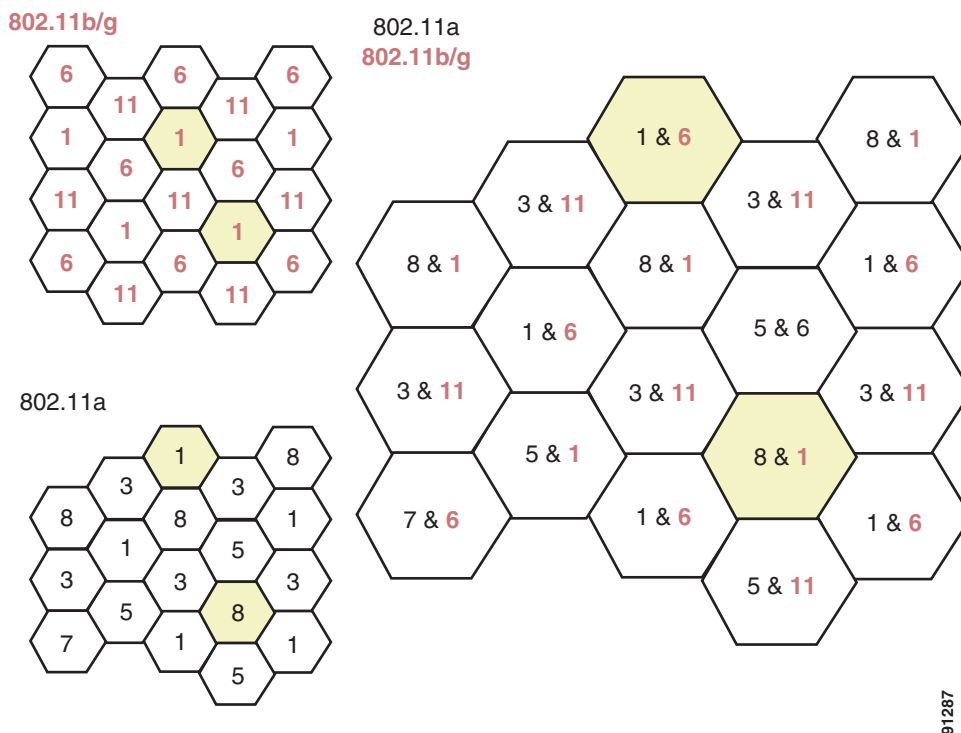 802.11b/g
6 6 6
11 11
1 1 1
6 6
11 11 11
1 1
6 6 6
11 11
802.11a
1 8
3 3
8 8 1
1 5
3 3 3
5 8
7 1 1
5
802.11a
802.11b/g
1 & 6
8 & 1
3 & 11
3 & 11
8 & 1
8 & 1
1 & 6
1 & 6
5 & 6
3 & 11
3 & 11
3 & 11
5 & 1
8 & 1
7 & 6
1 & 6
1 & 6
5 & 11
91287